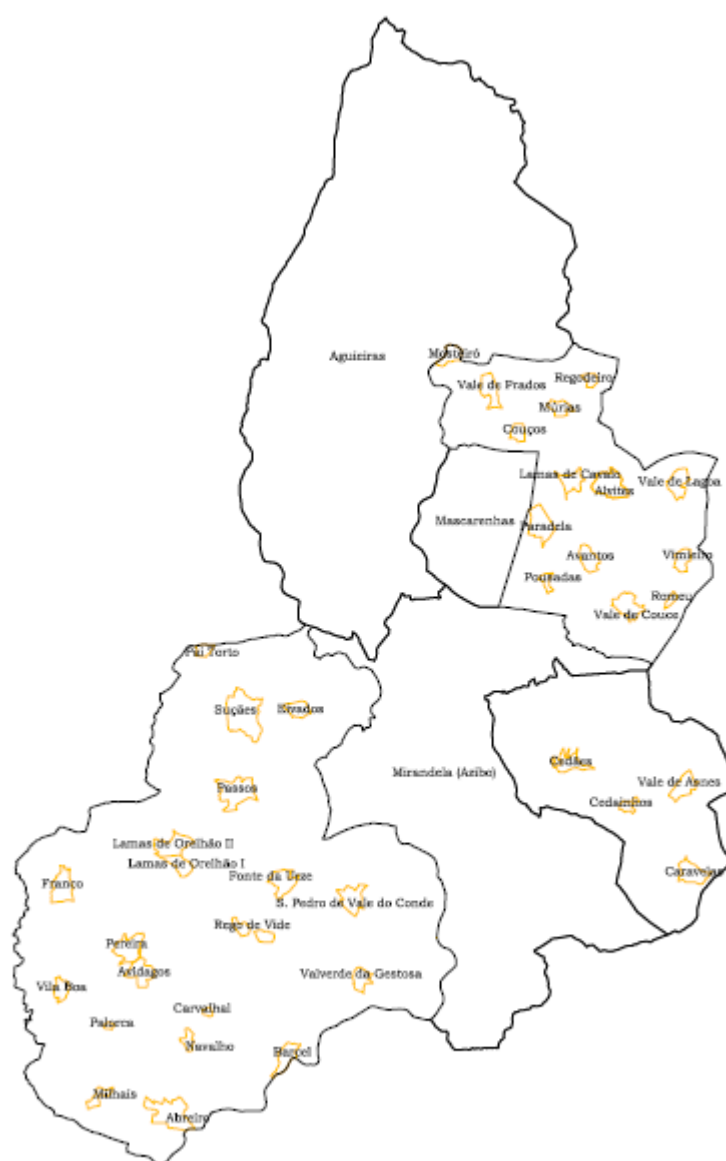 Mosteiró
Aguieiras
Regodeiro
Vale de Prados
Múrias
Couços
Lamas de Cavalo
Vale de Lagoa
Alvites
Mascarenhas
Paradela
Avantos
Vimieiro
Pousadas
Romeu
Vale de Couce
Pai Torto
Suçães
Eivados
Cedães
Mirandela (Azibo)
Vale de Asnes
Passos
Cedainhos
Lamas de Orelhão II
Lamas de Orelhão I
Caravelas
Fonte da Urze
Franco
S. Pedro de Vale do Conde
Rego de Vide
Pereira
Avidagos
Valverde da Gestosa
Vila Boa
Carvalhal
Palorca
Navalho
Barcel
Milhais
Abreiro